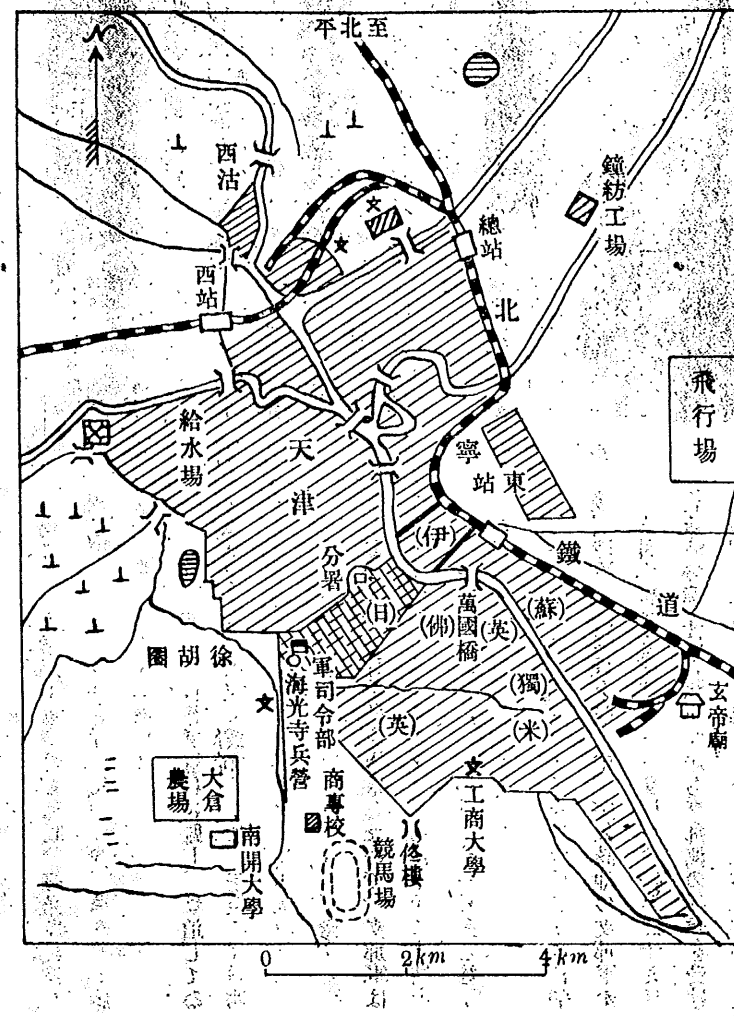 至北平
N
西沽
鐘紡工場
總站
西站
北
飛行場
給水場
天津
寧
東站
(伊)
鐵
道
分署
(日)
(佛)
萬國橋
(英)
(蘇)
徐胡圈
軍司令部
海光寺兵營
(獨)
(英)
(米)
玄帝廟
大倉農場
南開大學
商專校
競馬場
佟樓
工商大學
0 2km 4km